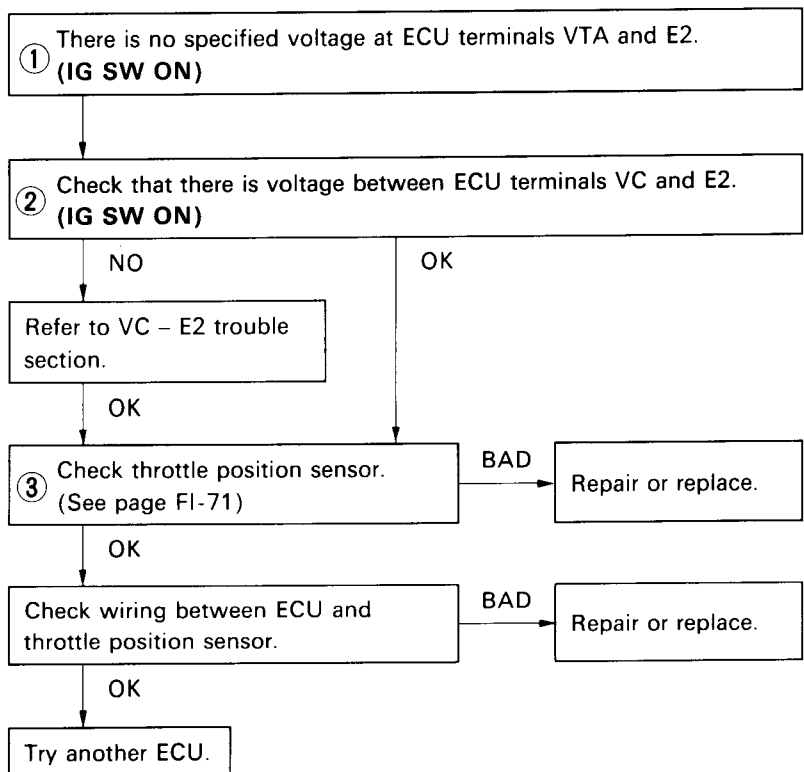 ① There is no specified voltage at ECU terminals VTA and E2.
(IG SW ON)
② Check that there is voltage between ECU terminals VC and E2.
(IG SW ON)
NO
OK
Refer to VC – E2 trouble
section.
OK
③ Check throttle position sensor.
(See page FI-71)
BAD
Repair or replace.
OK
Check wiring between ECU and
throttle position sensor.
BAD
Repair or replace.
OK
Try another ECU.